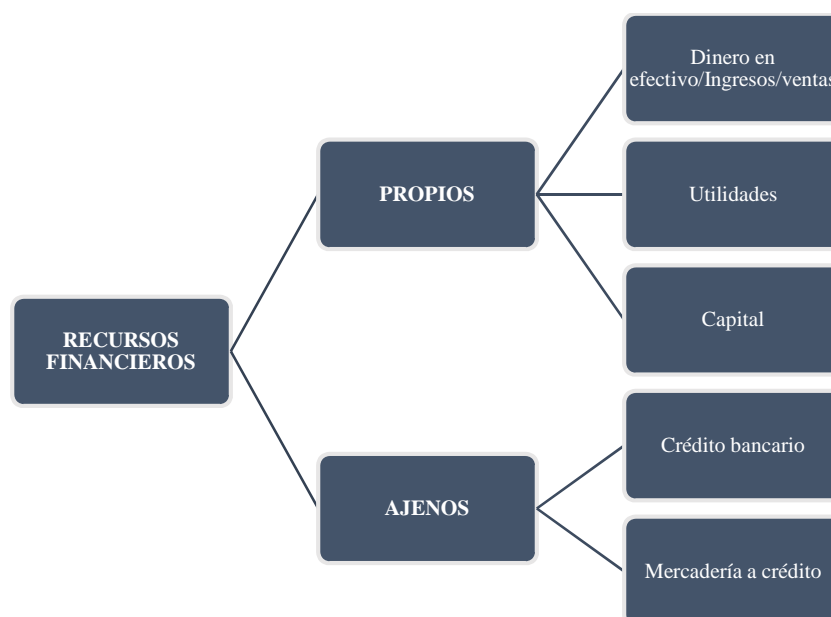 Dinero en
efectivo/Ingresos/ventas
PROPIOS
Utilidades
RECURSOS
FINANCIEROS
Capital
Crédito bancario
AJENOS
Mercadería a crédito